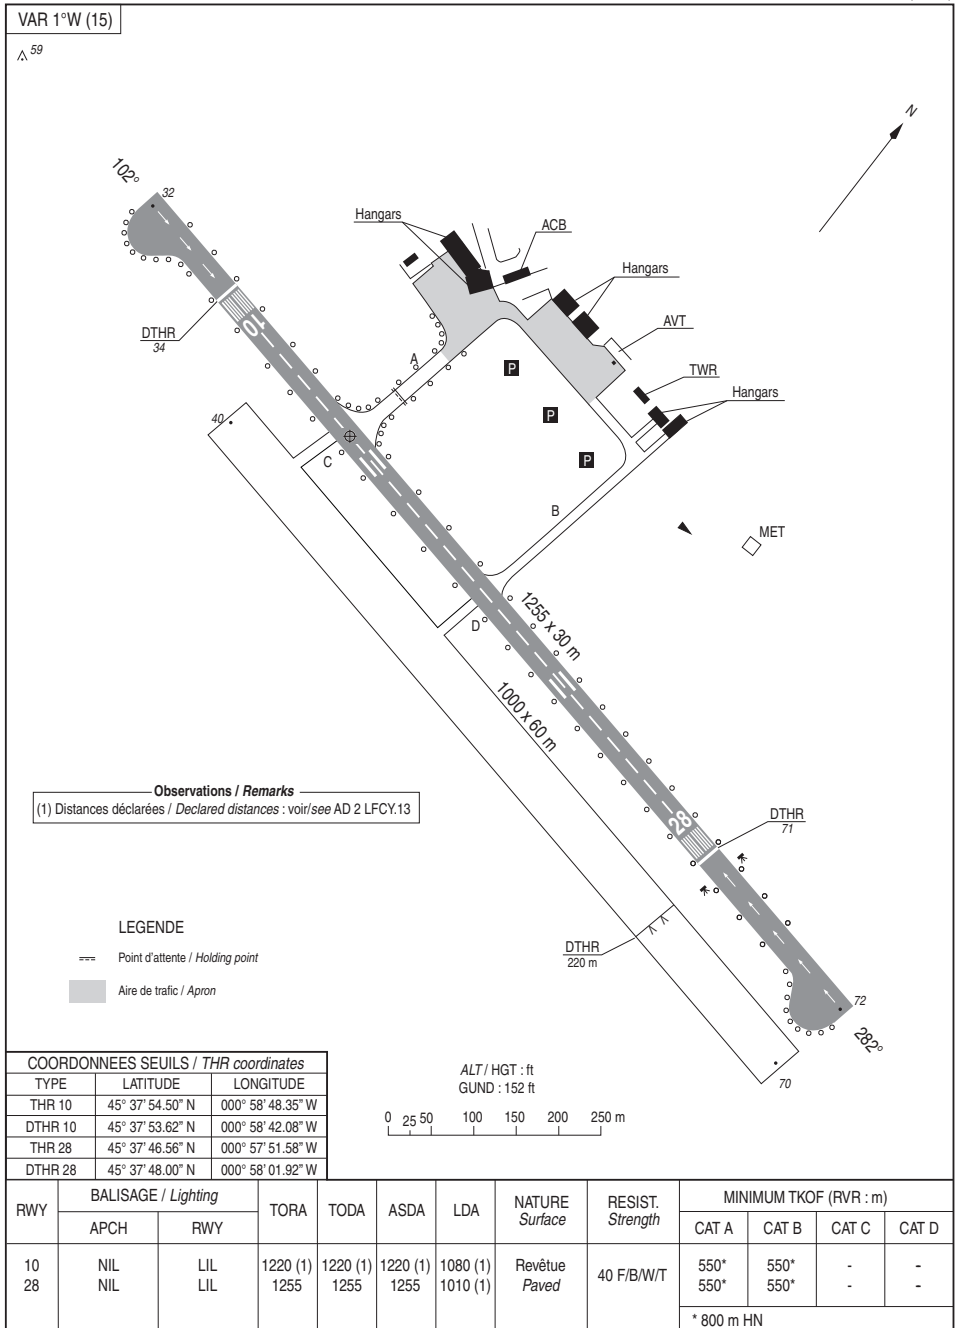 VAR 1°W (15)
59
N
102°
32
Hangars
ACB
Hangars
DTHR
34
10
AVT
A
TWR
P
Hangars
40
P
C
P
B
MET
D
1255 x 30 m
1000 x 60 m
Observations / Remarks
(1) Distances déclarées / Declared distances : voir/see AD 2 LFCY.13
28
DTHR
71
LEGENDE
Point d'attente / Holding point
Aire de trafic / Apron
DTHR
220 m
72
282°
70
COORDONNEES SEUILS / THR coordinates
TYPE LATITUDE LONGITUDE
THR 10 45° 37' 54.50" N 000° 58' 48.35" W
DTHR 10 45° 37' 53.62" N 000° 58' 42.08" W
THR 28 45° 37' 46.56" N 000° 57' 51.58" W
DTHR 28 45° 37' 48.00" N 000° 58' 01.92" W
ALT / HGT : ft
GUND : 152 ft
0 25 50 100 150 200 250 m
RWY BALISAGE / Lighting TORA TODA ASDA LDA NATURE RESIST. MINIMUM TKOF (RVR : m)
Surface Strength
APCH RWY CAT A CAT B CAT C CAT D
10 NIL LIL 1220 (1) 1220 (1) 1220 (1) 1080 (1) Revêtue 40 F/B/W/T 550* 550* - -
28 NIL LIL 1255 1255 1255 1010 (1) Paved 550* 550* - -
* 800 m HN